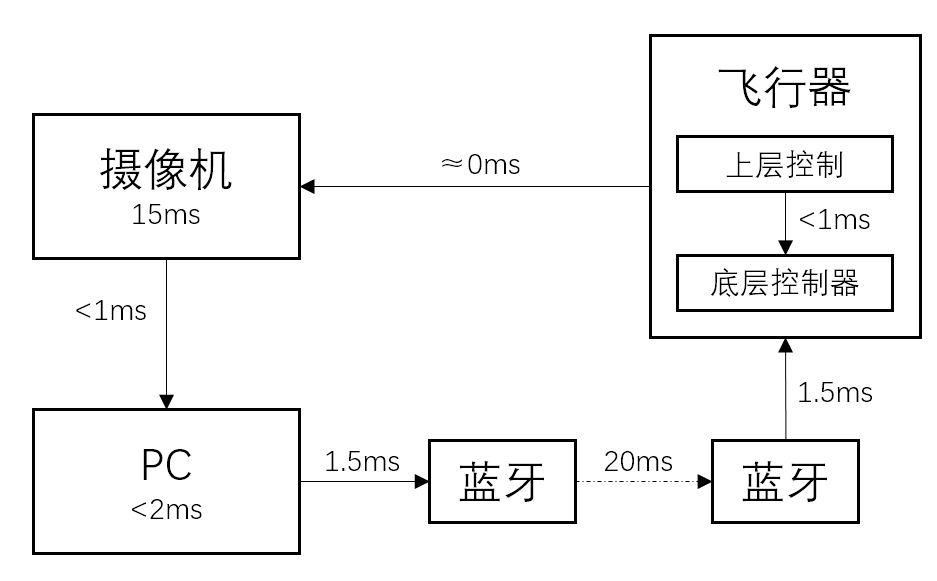 飞行器
上层控制
<1ms
底层控制器
≈0ms
摄像机
15ms
<1ms
PC
<2ms
1.5ms
蓝牙
20ms
蓝牙
1.5ms